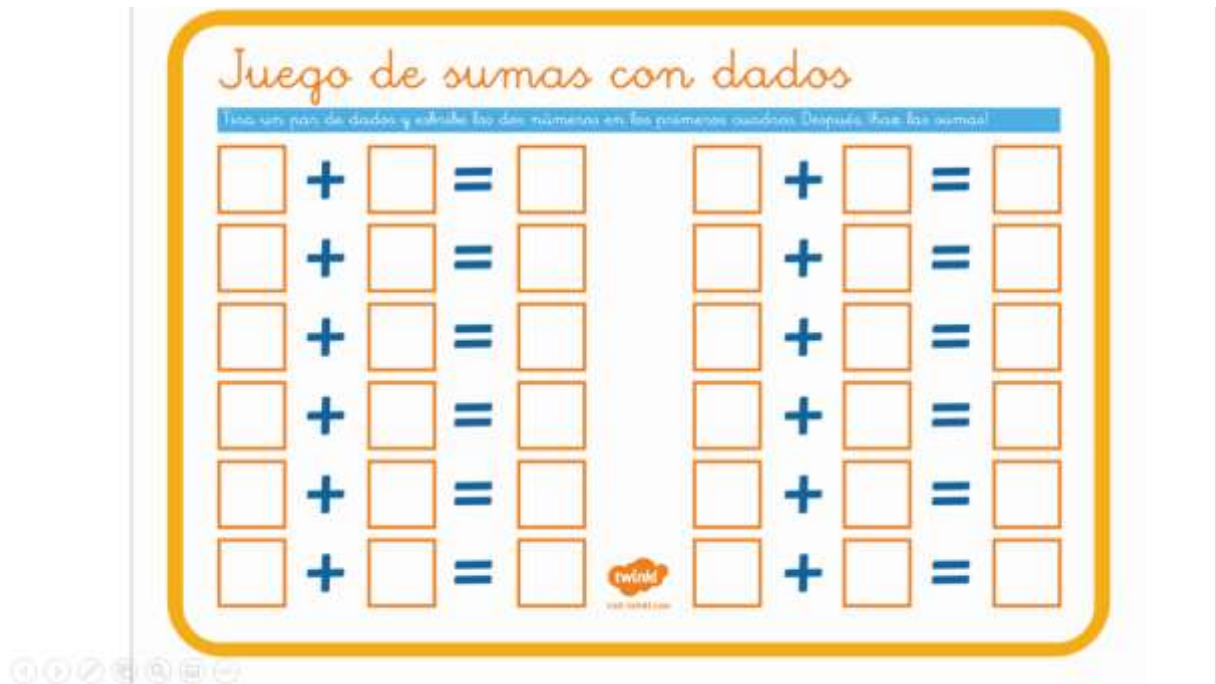 Juego de sumas con dados
Tira un par de dados y escribe los dos números en los primeros cuadros. Después, ¡haz las sumas!
+ = + =
+ = + =
+ = + =
+ = + =
+ = + =
+ = + =
twinkl